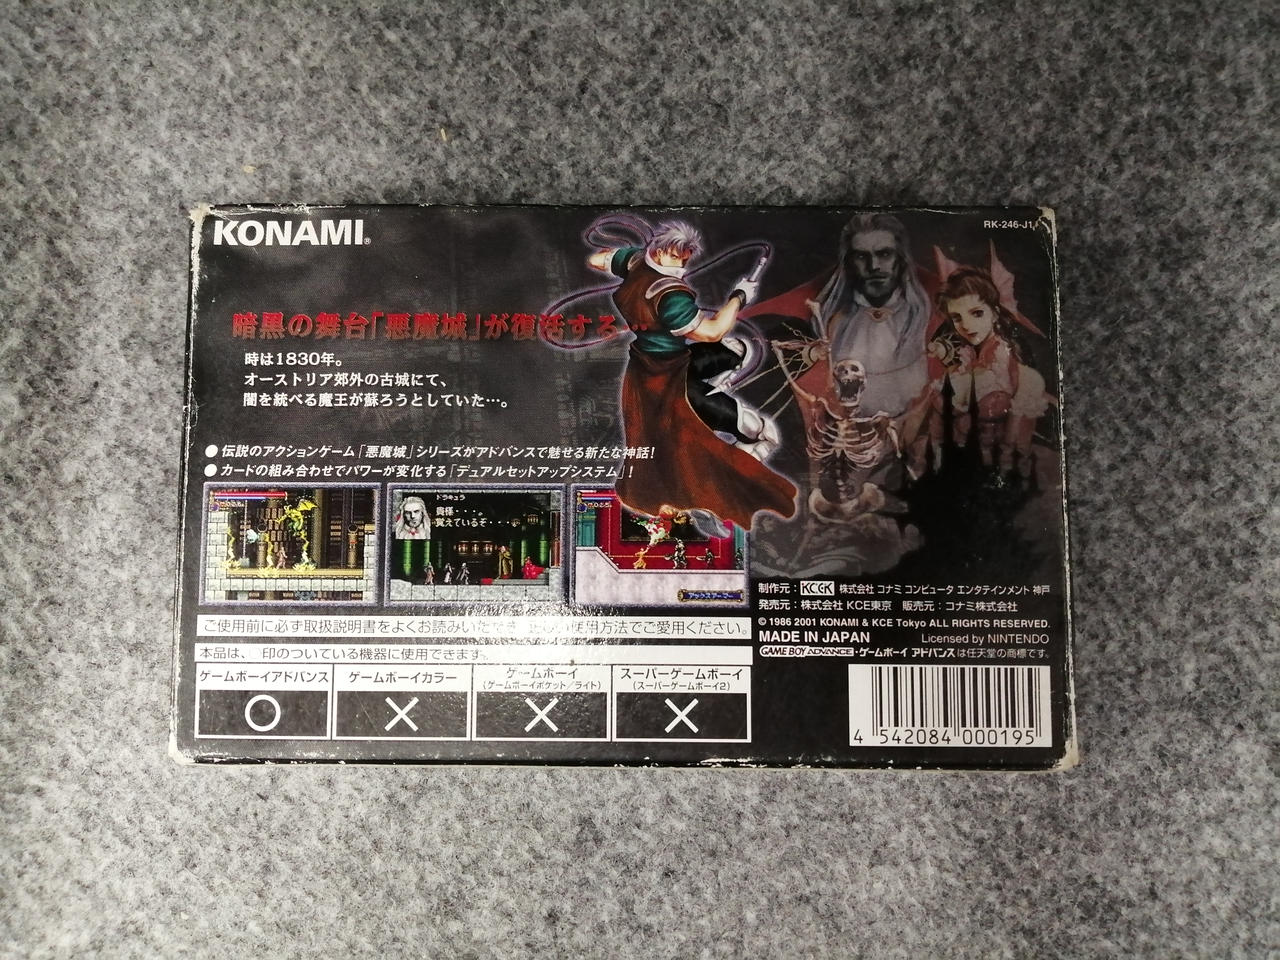 KONAMI®
RK-246-J1
暗黒の舞台「悪魔城」が復活する…
時は1830年。
オーストリア郊外の古城にて、
闇を統べる魔王が蘇ろうとしていた…。
●伝説のアクションゲーム「悪魔城」シリーズがアドバンスで魅せる新たな神話!
●カードの組み合わせでパワーが変化する「デュアルセットアップシステム」!
ドラキュラ
貴様・・・。
覚えているぞ・・・
アックスアーマー
制作元:KCEK 株式会社 コナミ コンピュータ エンタテインメント 神戸
発売元:株式会社 KCE東京 販売元:コナミ株式会社
© 1986 2001 KONAMI & KCE Tokyo ALL RIGHTS RESERVED.
MADE IN JAPAN Licensed by NINTENDO
GAME BOY ADVANCE・ゲームボーイ アドバンスは任天堂の商標です。
ご使用前に必ず取扱説明書をよくお読みいただき、正しい使用方法でご愛用ください。
本品は、○印のついている機器に使用できます。
ゲームボーイアドバンス ゲームボーイカラー ゲームボーイ スーパーゲームボーイ
(ゲームボーイポケット/ライト) (スーパーゲームボーイ2)
○ × × ×
4 542084 000195